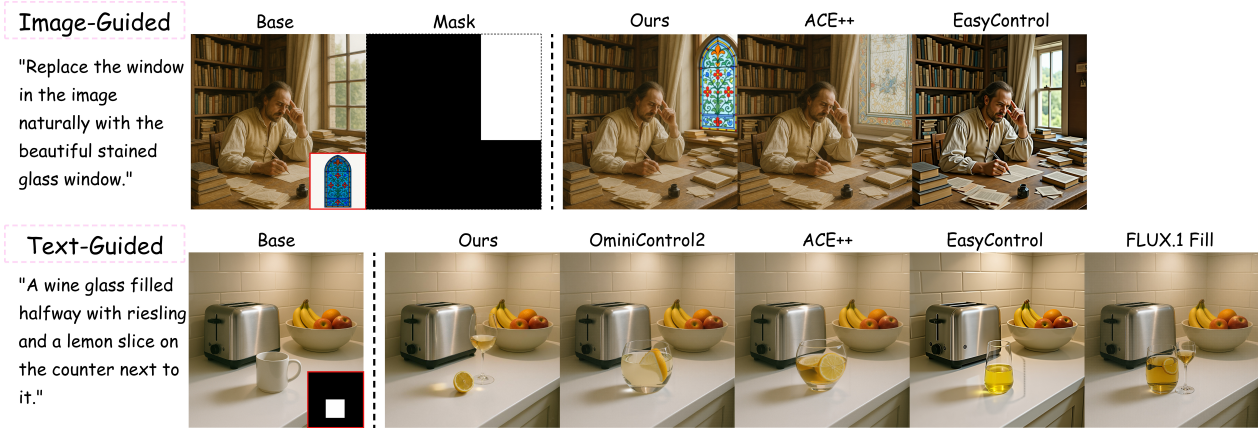 Image-Guided
Base
Mask
Ours
ACE++
EasyControl
"Replace the window
in the image
naturally with the
beautiful stained
glass window."
Text-Guided
Base
Ours
OminiControl2
ACE++
EasyControl
FLUX.1 Fill
"A wine glass filled
halfway with riesling
and a lemon slice on
the counter next to
it."